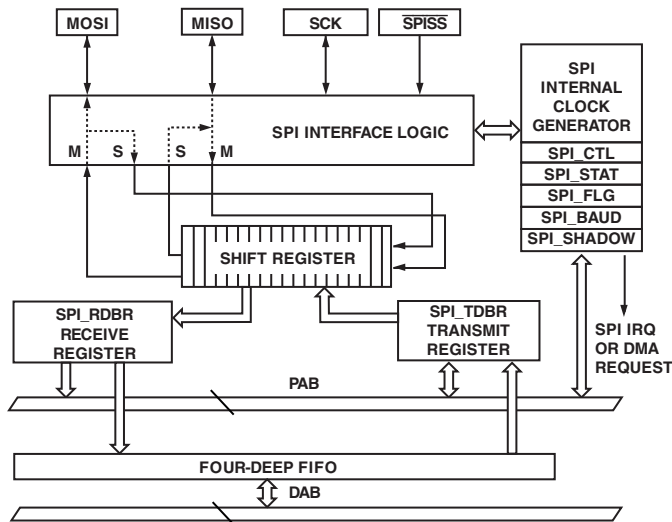 MOSI
MISO
SCK
SPISS
SPI
INTERNAL
CLOCK
GENERATOR
SPI INTERFACE LOGIC
M
S
S
M
SPI_CTL
SPI_STAT
SPI_FLG
SPI_BAUD
SPI_SHADOW
SHIFT REGISTER
SPI_RDBR
RECEIVE
REGISTER
SPI_TDBR
TRANSMIT
REGISTER
SPI IRQ
OR DMA
REQUEST
PAB
FOUR-DEEP FIFO
DAB